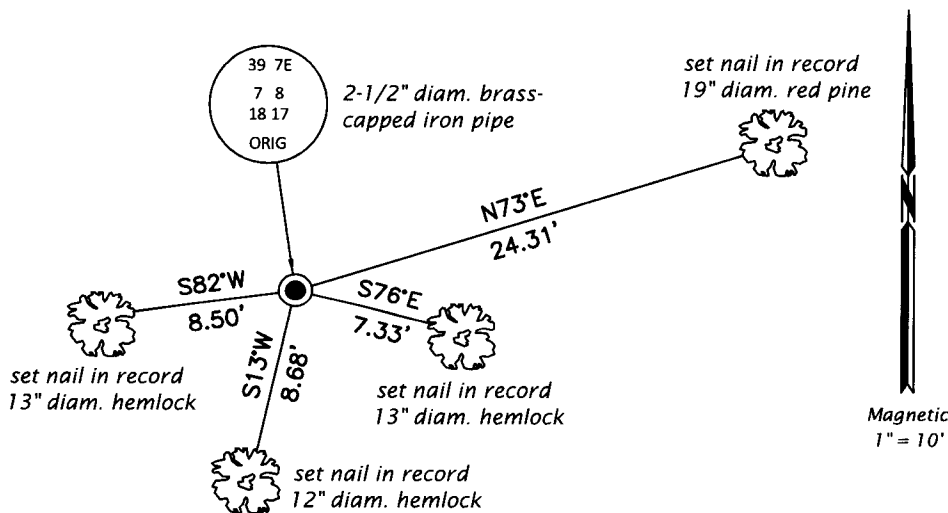 39 7E
7 8
18 17
ORIG
2-1/2" diam. brass-
capped iron pipe
set nail in record
19" diam. red pine
N73°E
24.31'
N
S82°W
8.50'
S76°E
7.33'
S13°W
8.68'
set nail in record
13" diam. hemlock
set nail in record
13" diam. hemlock
set nail in record
12" diam. hemlock
Magnetic
1" = 10'